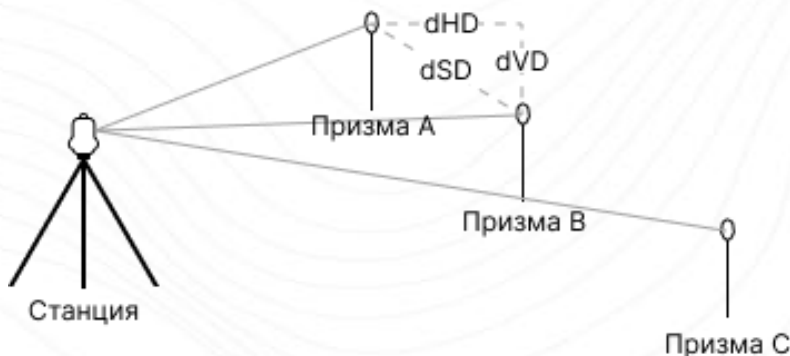 dHD
dSD
dVD
Призма A
Призма B
Станция
Призма C